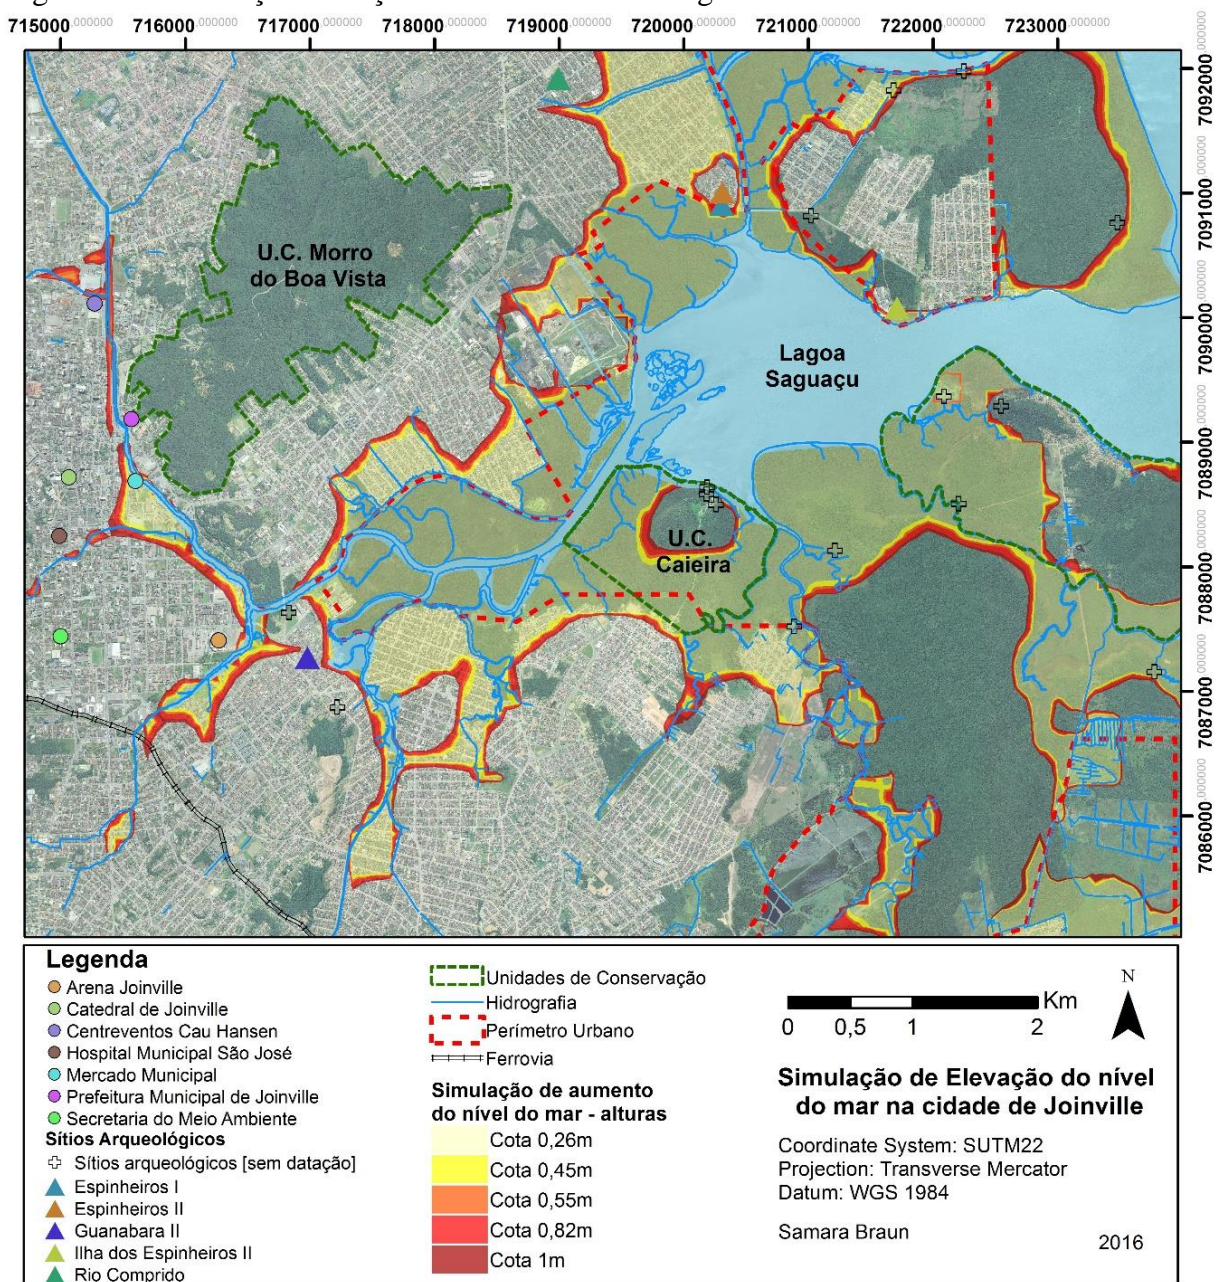 715000,000000 716000,000000 717000,000000 718000,000000 719000,000000 720000,000000 721000,000000 722000,000000 723000,000000
7092000,000000
7091000,000000
7090000,000000
7089000,000000
7088000,000000
7087000,000000
7086000,000000
U.C. Morro
do Boa Vista
Lagoa
Saguaçu
U.C.
Caieira
Legenda
Arena Joinville
Catedral de Joinville
Centreventos Cau Hansen
Hospital Municipal São José
Mercado Municipal
Prefeitura Municipal de Joinville
Secretaria do Meio Ambiente
Sítios Arqueológicos
Sítios arqueológicos [sem datação]
Espinheiros I
Espinheiros II
Guanabara II
Ilha dos Espinheiros II
Rio Comprido
Unidades de Conservação
Hidrografia
Perímetro Urbano
Ferrovia
Simulação de aumento
do nível do mar - alturas
Cota 0,26m
Cota 0,45m
Cota 0,55m
Cota 0,82m
Cota 1m
Km
0 0,5 1 2
N
Simulação de Elevação do nível
do mar na cidade de Joinville
Coordinate System: SUTM22
Projection: Transverse Mercator
Datum: WGS 1984
Samara Braun
2016